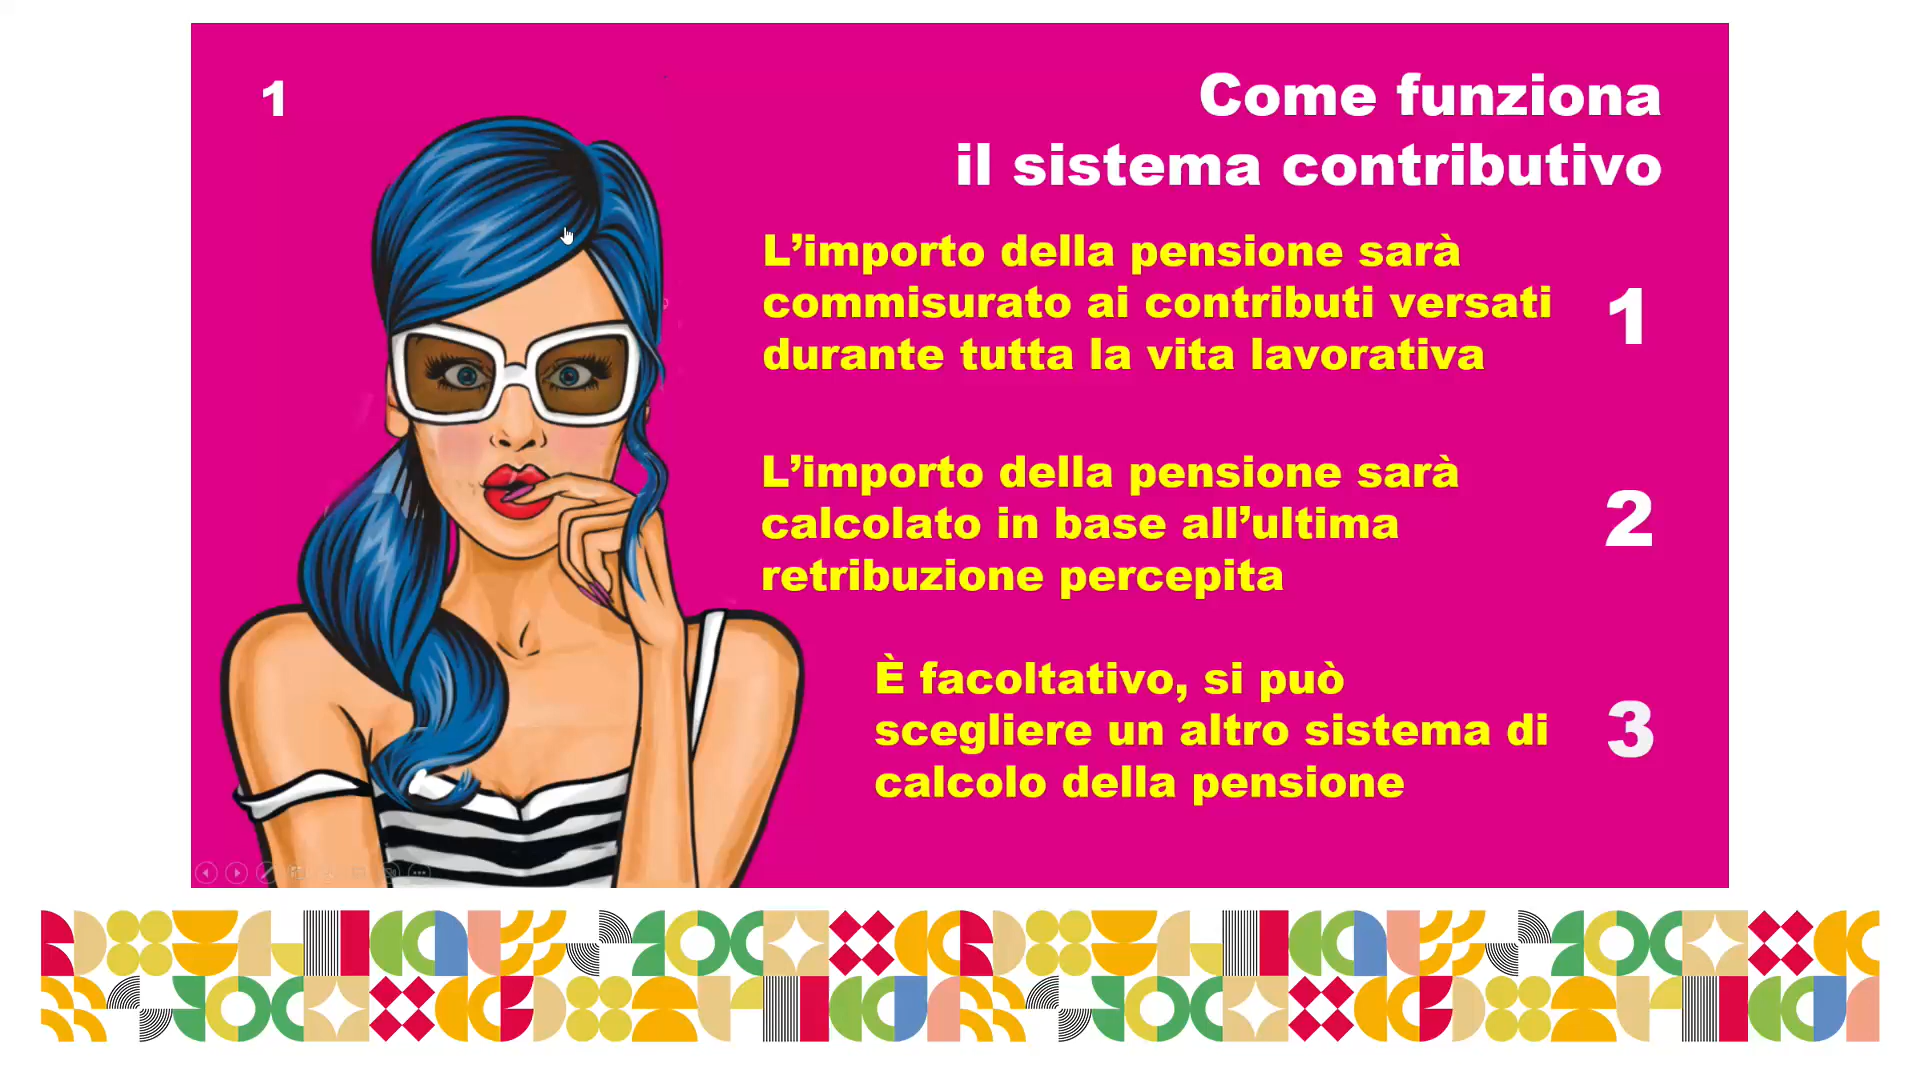 1
Come funziona
il sistema contributivo
L’importo della pensione sarà
commisurato ai contributi versati
durante tutta la vita lavorativa
1
L’importo della pensione sarà
calcolato in base all’ultima
retribuzione percepita
2
È facoltativo, si può
scegliere un altro sistema di
calcolo della pensione
3